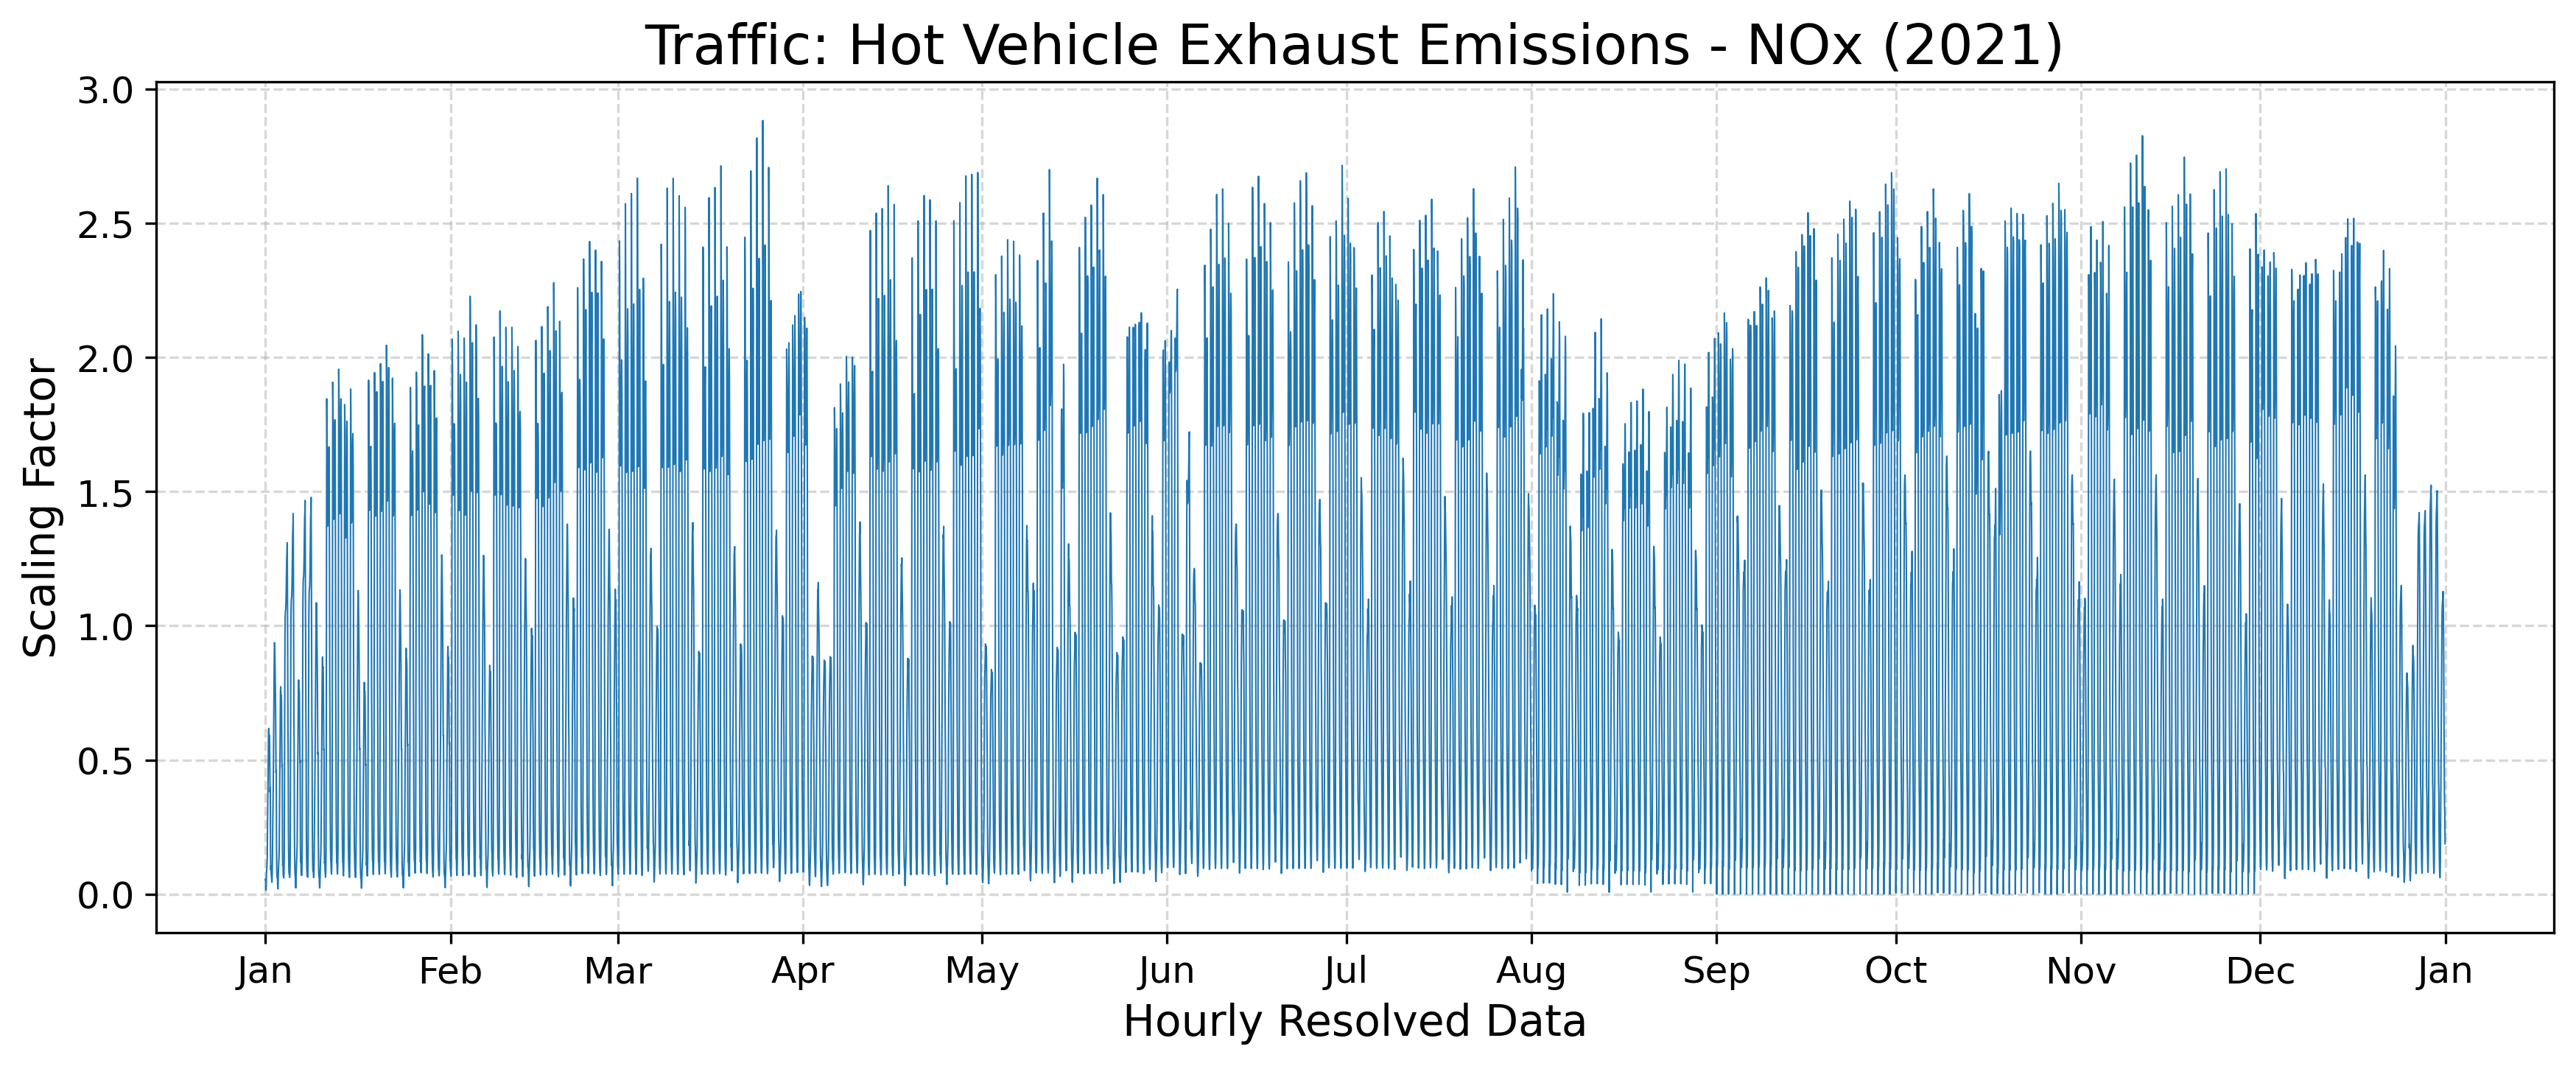 Traffic: Hot Vehicle Exhaust Emissions - NOx (2021)
3.0
2.5
2.0
1.5
1.0
0.5
0.0
Scaling Factor
Jan Feb Mar Apr May Jun Jul Aug Sep Oct Nov Dec Jan
Hourly Resolved Data